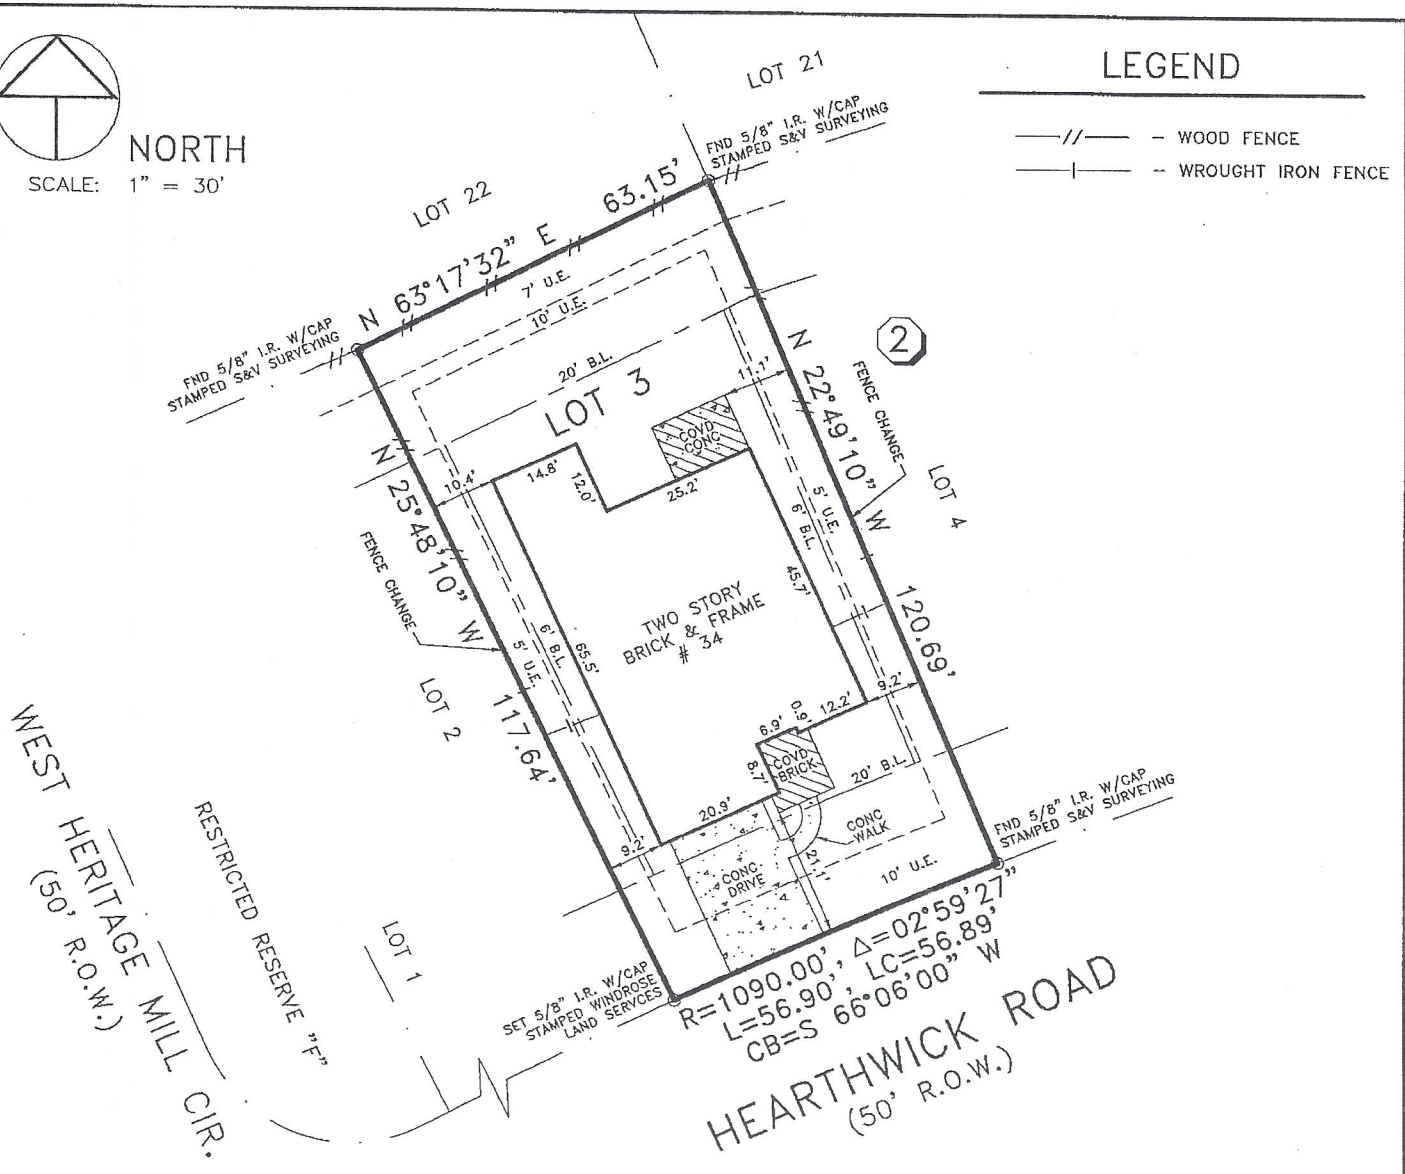 NORTH
SCALE: 1" = 30'
LEGEND
- WOOD FENCE
- WROUGHT IRON FENCE
LOT 21
FND 5/8" I.R. W/CAP
STAMPED S&V SURVEYING
LOT 22
N 63°17'32" E 63.15'
7' U.E.
10' U.E.
20' B.L.
FND 5/8" I.R. W/CAP
STAMPED S&V SURVEYING
LOT 3
2
COVD
CONC
11.1'
10.4'
14.8'
12.0'
25.2'
N 22°49'10" W 120.69'
FENCE CHANGE
LOT 4
5' U.E.
6' B.L.
45.7'
N 25°48'10" W 117.64'
FENCE CHANGE
LOT 2
5' U.E.
6' B.L.
65.5'
TWO STORY
BRICK & FRAME
# 34
9.2'
12.2'
0.9'
6.9'
8.7'
COVD
BRICK
20' B.L.
20.9'
9.2'
CONC
DRIVE
CONC
WALK
10' U.E.
FND 5/8" I.R. W/CAP
STAMPED S&V SURVEYING
SET 5/8" I.R. W/CAP
STAMPED WINDROSE
LAND SERVCES
R=1090.00', Δ=02°59'27"
L=56.90', LC=56.89'
CB=S 66°06'00" W
HEARTHWICK ROAD
(50' R.O.W.)
LOT 1
RESTRICTED RESERVE "F"
WEST HERITAGE MILL CIR.
(50' R.O.W.)